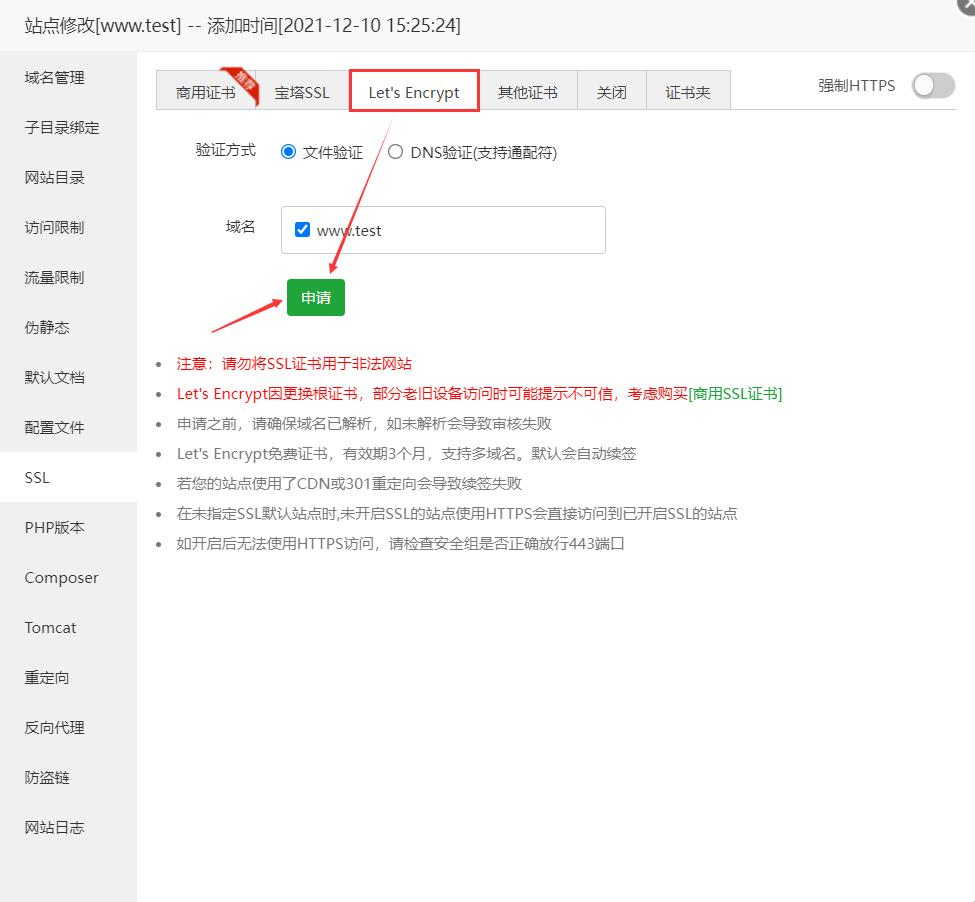 站点修改[www.test] -- 添加时间[2021-12-10 15:25:24]
域名管理
子目录绑定
网站目录
访问限制
流量限制
伪静态
默认文档
配置文件
SSL
PHP版本
Composer
Tomcat
重定向
反向代理
防盗链
网站日志
商用证书 推荐 宝塔SSL Let's Encrypt 其他证书 关闭 证书夹 强制HTTPS
验证方式 文件验证 DNS验证(支持通配符)
域名 www.test
申请
注意：请勿将SSL证书用于非法网站
Let's Encrypt因更换根证书，部分老旧设备访问时可能提示不可信，考虑购买[商用SSL证书]
申请之前，请确保域名已解析，如未解析会导致审核失败
Let's Encrypt免费证书，有效期3个月，支持多域名。默认会自动续签
若您的站点使用了CDN或301重定向会导致续签失败
在未指定SSL默认站点时,未开启SSL的站点使用HTTPS会直接访问到已开启SSL的站点
如开启后无法使用HTTPS访问，请检查安全组是否正确放行443端口